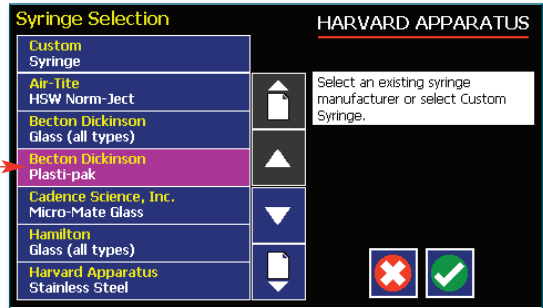 Syringe Selection
HARVARD APPARATUS
Custom
Syringe
Air-Tite
HSW Norm-Ject
Becton Dickinson
Glass (all types)
Becton Dickinson
Plasti-pak
Cadence Science, Inc.
Micro-Mate Glass
Hamilton
Glass (all types)
Harvard Apparatus
Stainless Steel
Select an existing syringe
manufacturer or select Custom
Syringe.